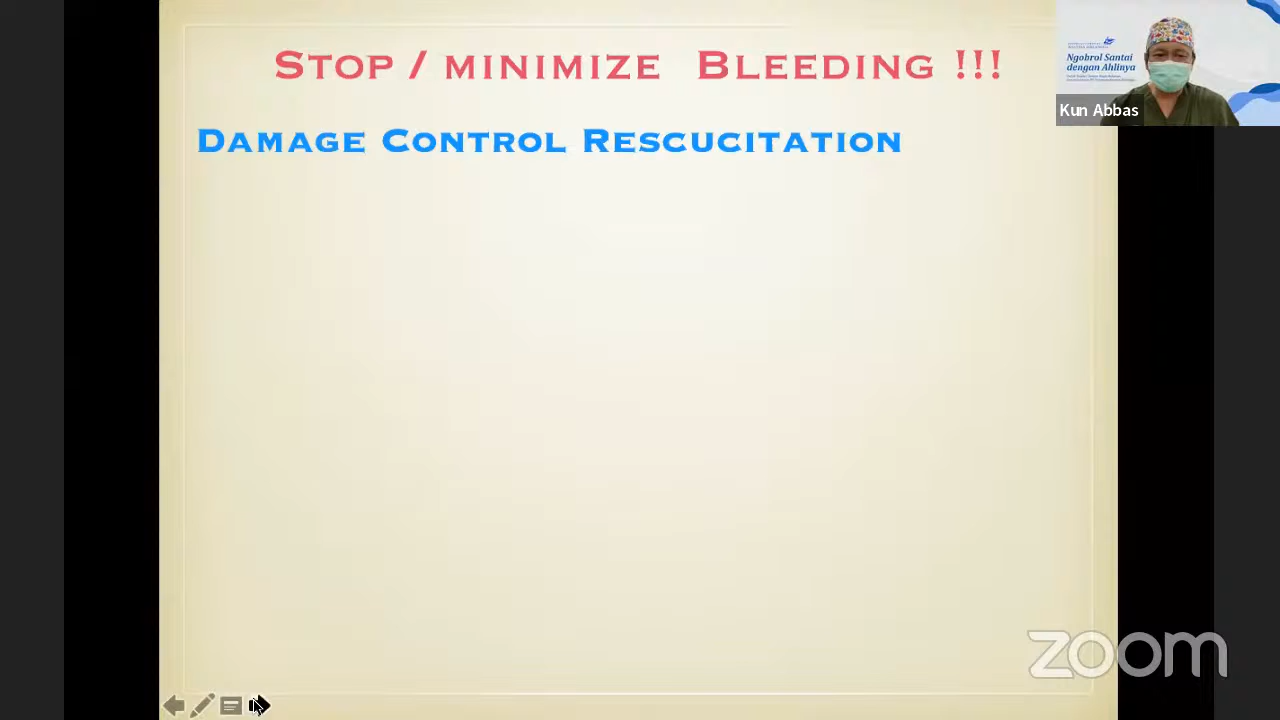 Stop / minimize Bleeding !!!
Damage Control Rescucitation
Ngobrol Santai
dengan Ahlinya
Kun Abbas
zoom